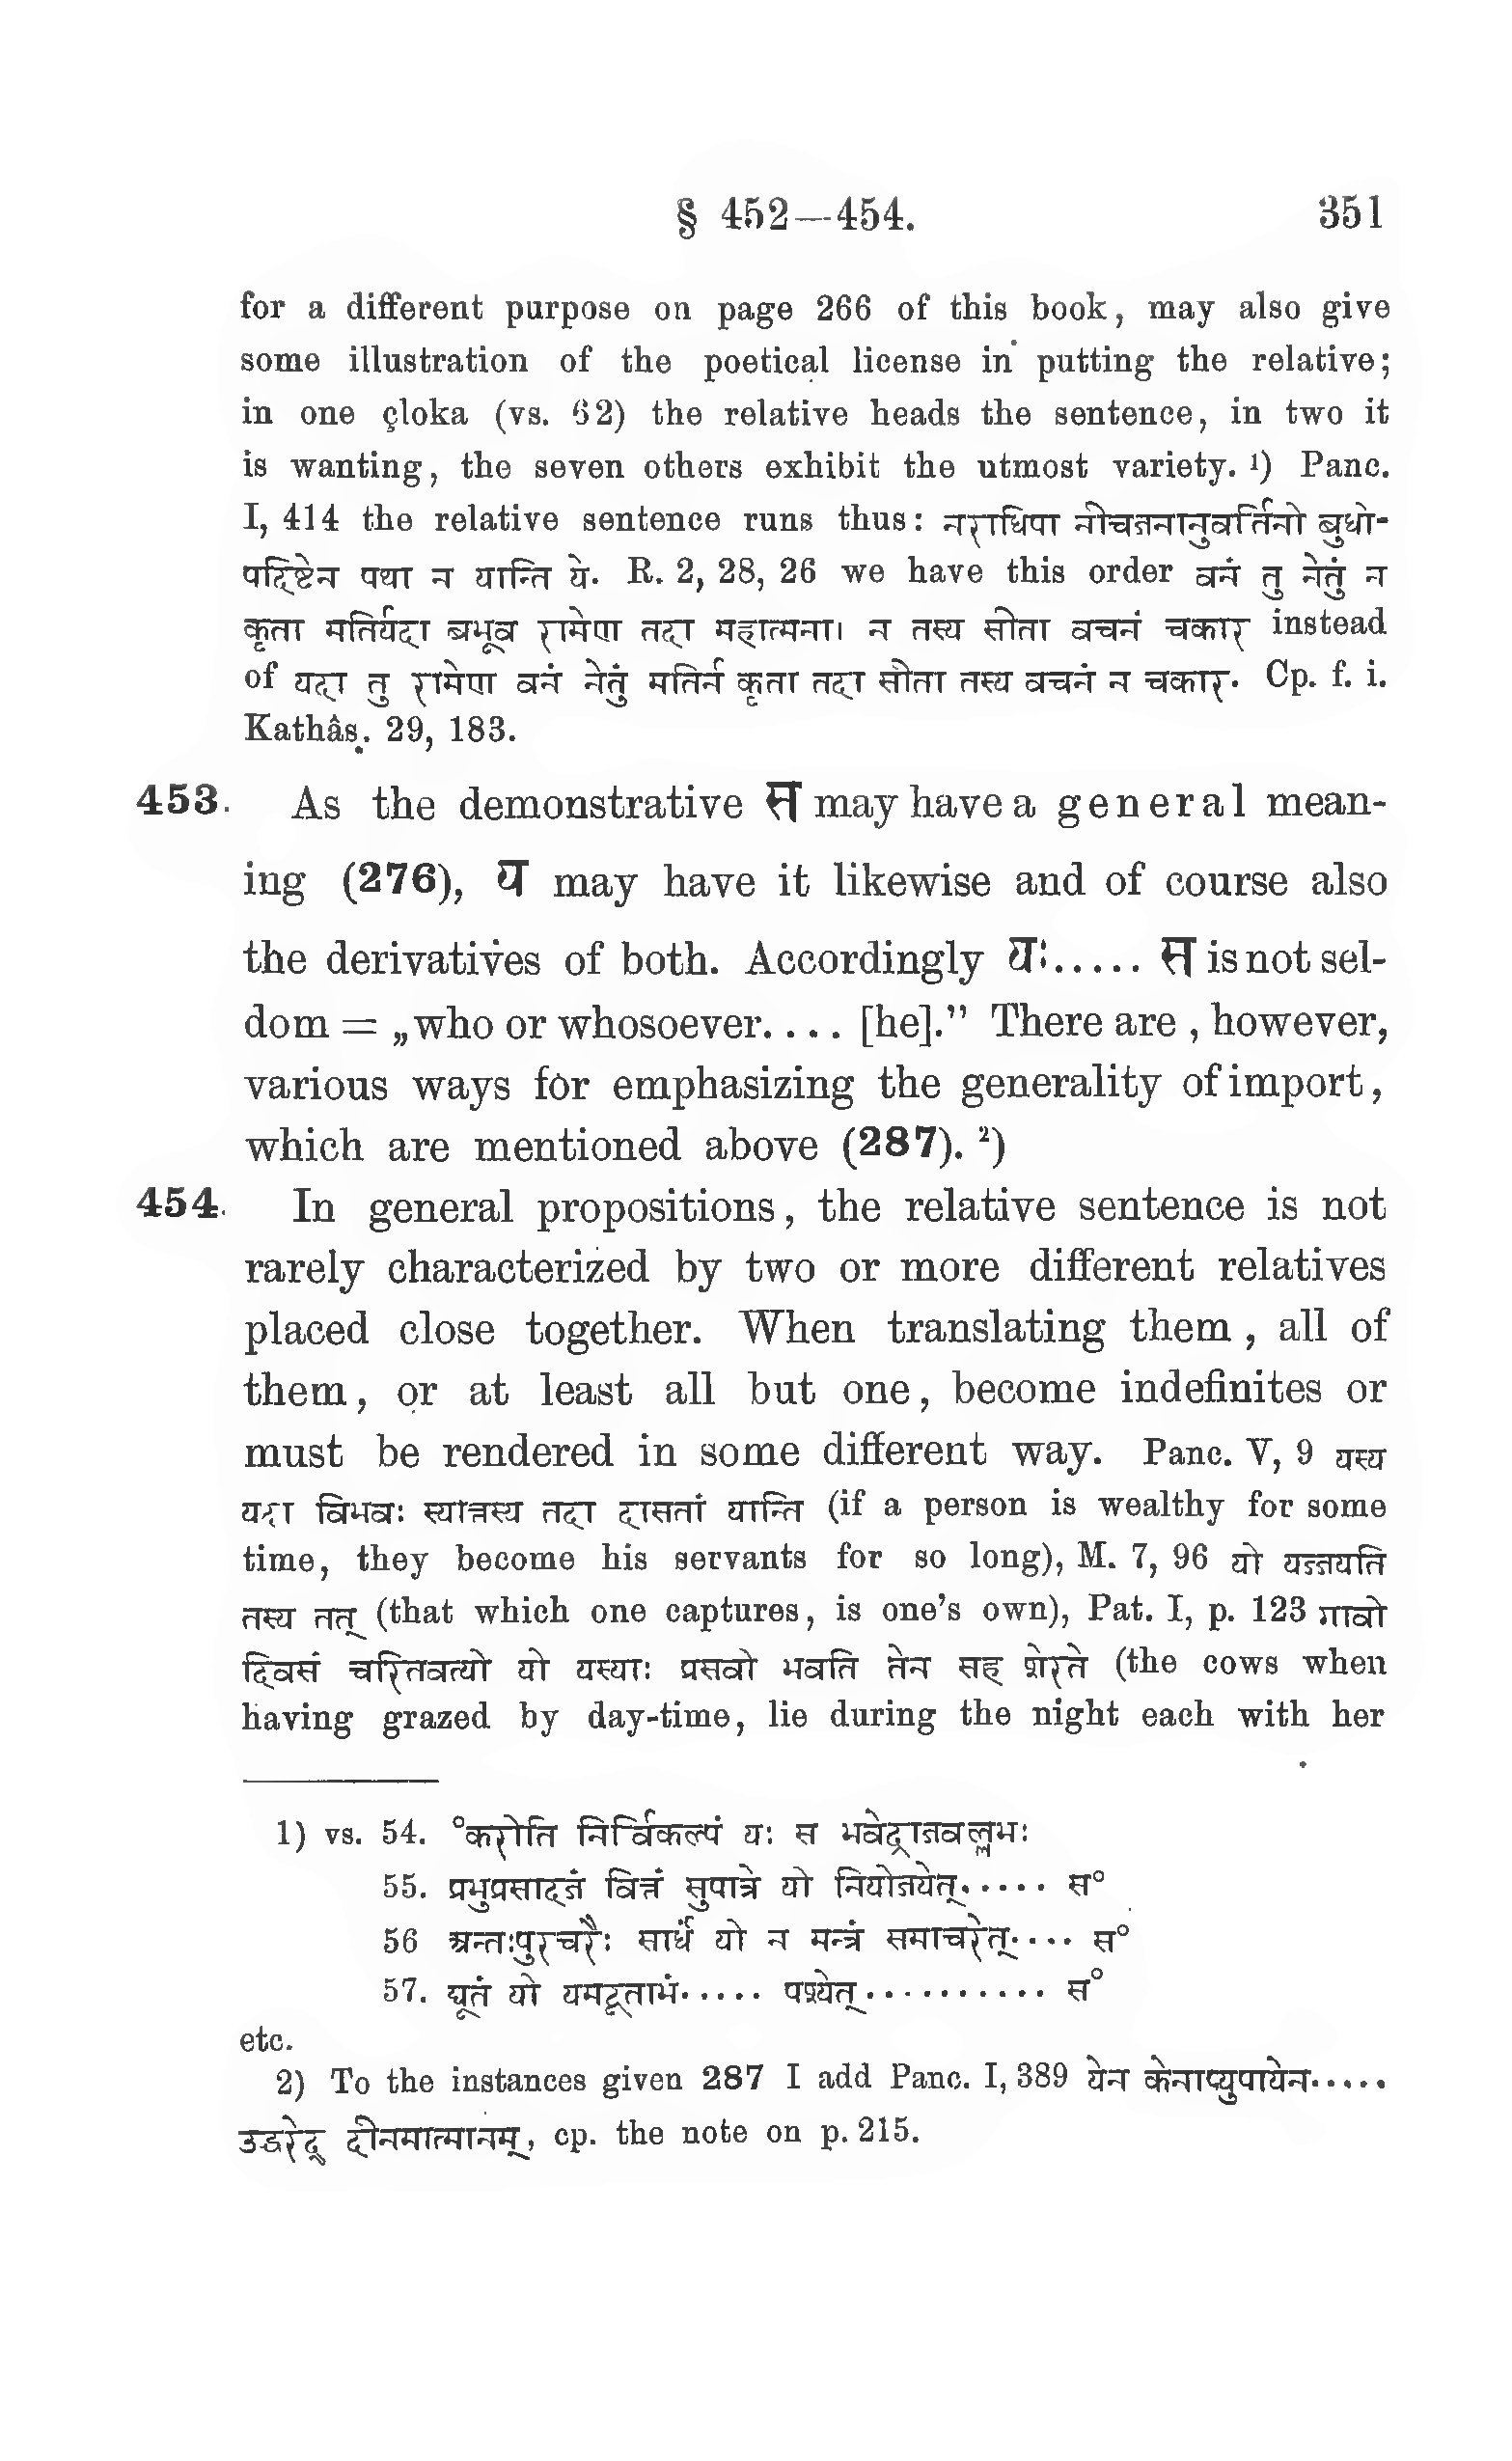 § 452—454. 351
for a different purpose on page 266 of this book, may also give
some illustration of the poetical license in putting the relative;
in one çloka (vs. 62) the relative heads the sentence, in two it
is wanting, the seven others exhibit the utmost variety. ¹) Panc.
I, 414 the relative sentence runs thus: नराधिपा नीचजनानुवर्तिनो बुधो-
पदिष्टेन पथा न यान्ति ये. R. 2, 28, 26 we have this order वनं तु नेतुं न
कृता मतिर्यदा बभूव रामेण तदा महात्मना। न तस्य सीता वचनं चकार instead
of यदा तु रामेण वनं नेतुं मतिर्न कृता तदा सीता तस्य वचनं न चकार. Cp. f. i.
Kathâṣ. 29, 183.
453. As the demonstrative स may have a general mean-
ing (276), य may have it likewise and of course also
the derivatives of both. Accordingly यः..... स is not sel-
dom = „who or whosoever.... [he].” There are, however,
various ways for emphasizing the generality of import,
which are mentioned above (287). ²)
454. In general propositions, the relative sentence is not
rarely characterized by two or more different relatives
placed close together. When translating them, all of
them, or at least all but one, become indefinites or
must be rendered in some different way. Panc. V, 9 यस्य
यदा विभवः स्यात्तस्य तदा दासतां यान्ति (if a person is wealthy for some
time, they become his servants for so long), M. 7, 96 यो यज्जयति
तस्य तत् (that which one captures, is one’s own), Pat. I, p. 123 गावो
दिवसं चरितवत्यो यो यस्याः प्रसवो भवति तेन सह शेरते (the cows when
having grazed by day-time, lie during the night each with her
1) vs. 54. °करोति निर्विकल्पं यः स भवेद्राजवल्लभः
55. प्रभुप्रसादजं वित्तं सुपात्रे यो नियोजयेत्..... स°
56 अन्तःपुरचरैः सार्धं यो न मन्त्रं समाचरेत्.... स°
57. द्यूतं यो यमदूताभं..... पश्येत्.......... स°
etc.
2) To the instances given 287 I add Panc. I, 389 येन केनाप्युपायेन.....
उद्धरेद् दीनमात्मानम्, cp. the note on p. 215.